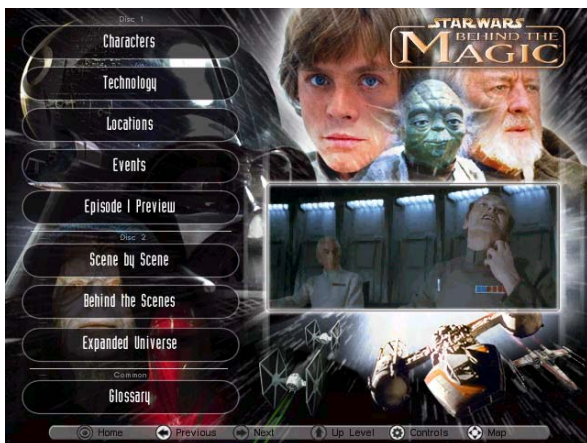 Disc 1
Characters
Technology
Locations
Events
Episode I Preview
Disc 2
Scene by Scene
Behind the Scenes
Expanded Universe
Common
Glossary
STAR WARS
BEHIND THE
MAGIC
Home Previous Next Up Level Controls Map